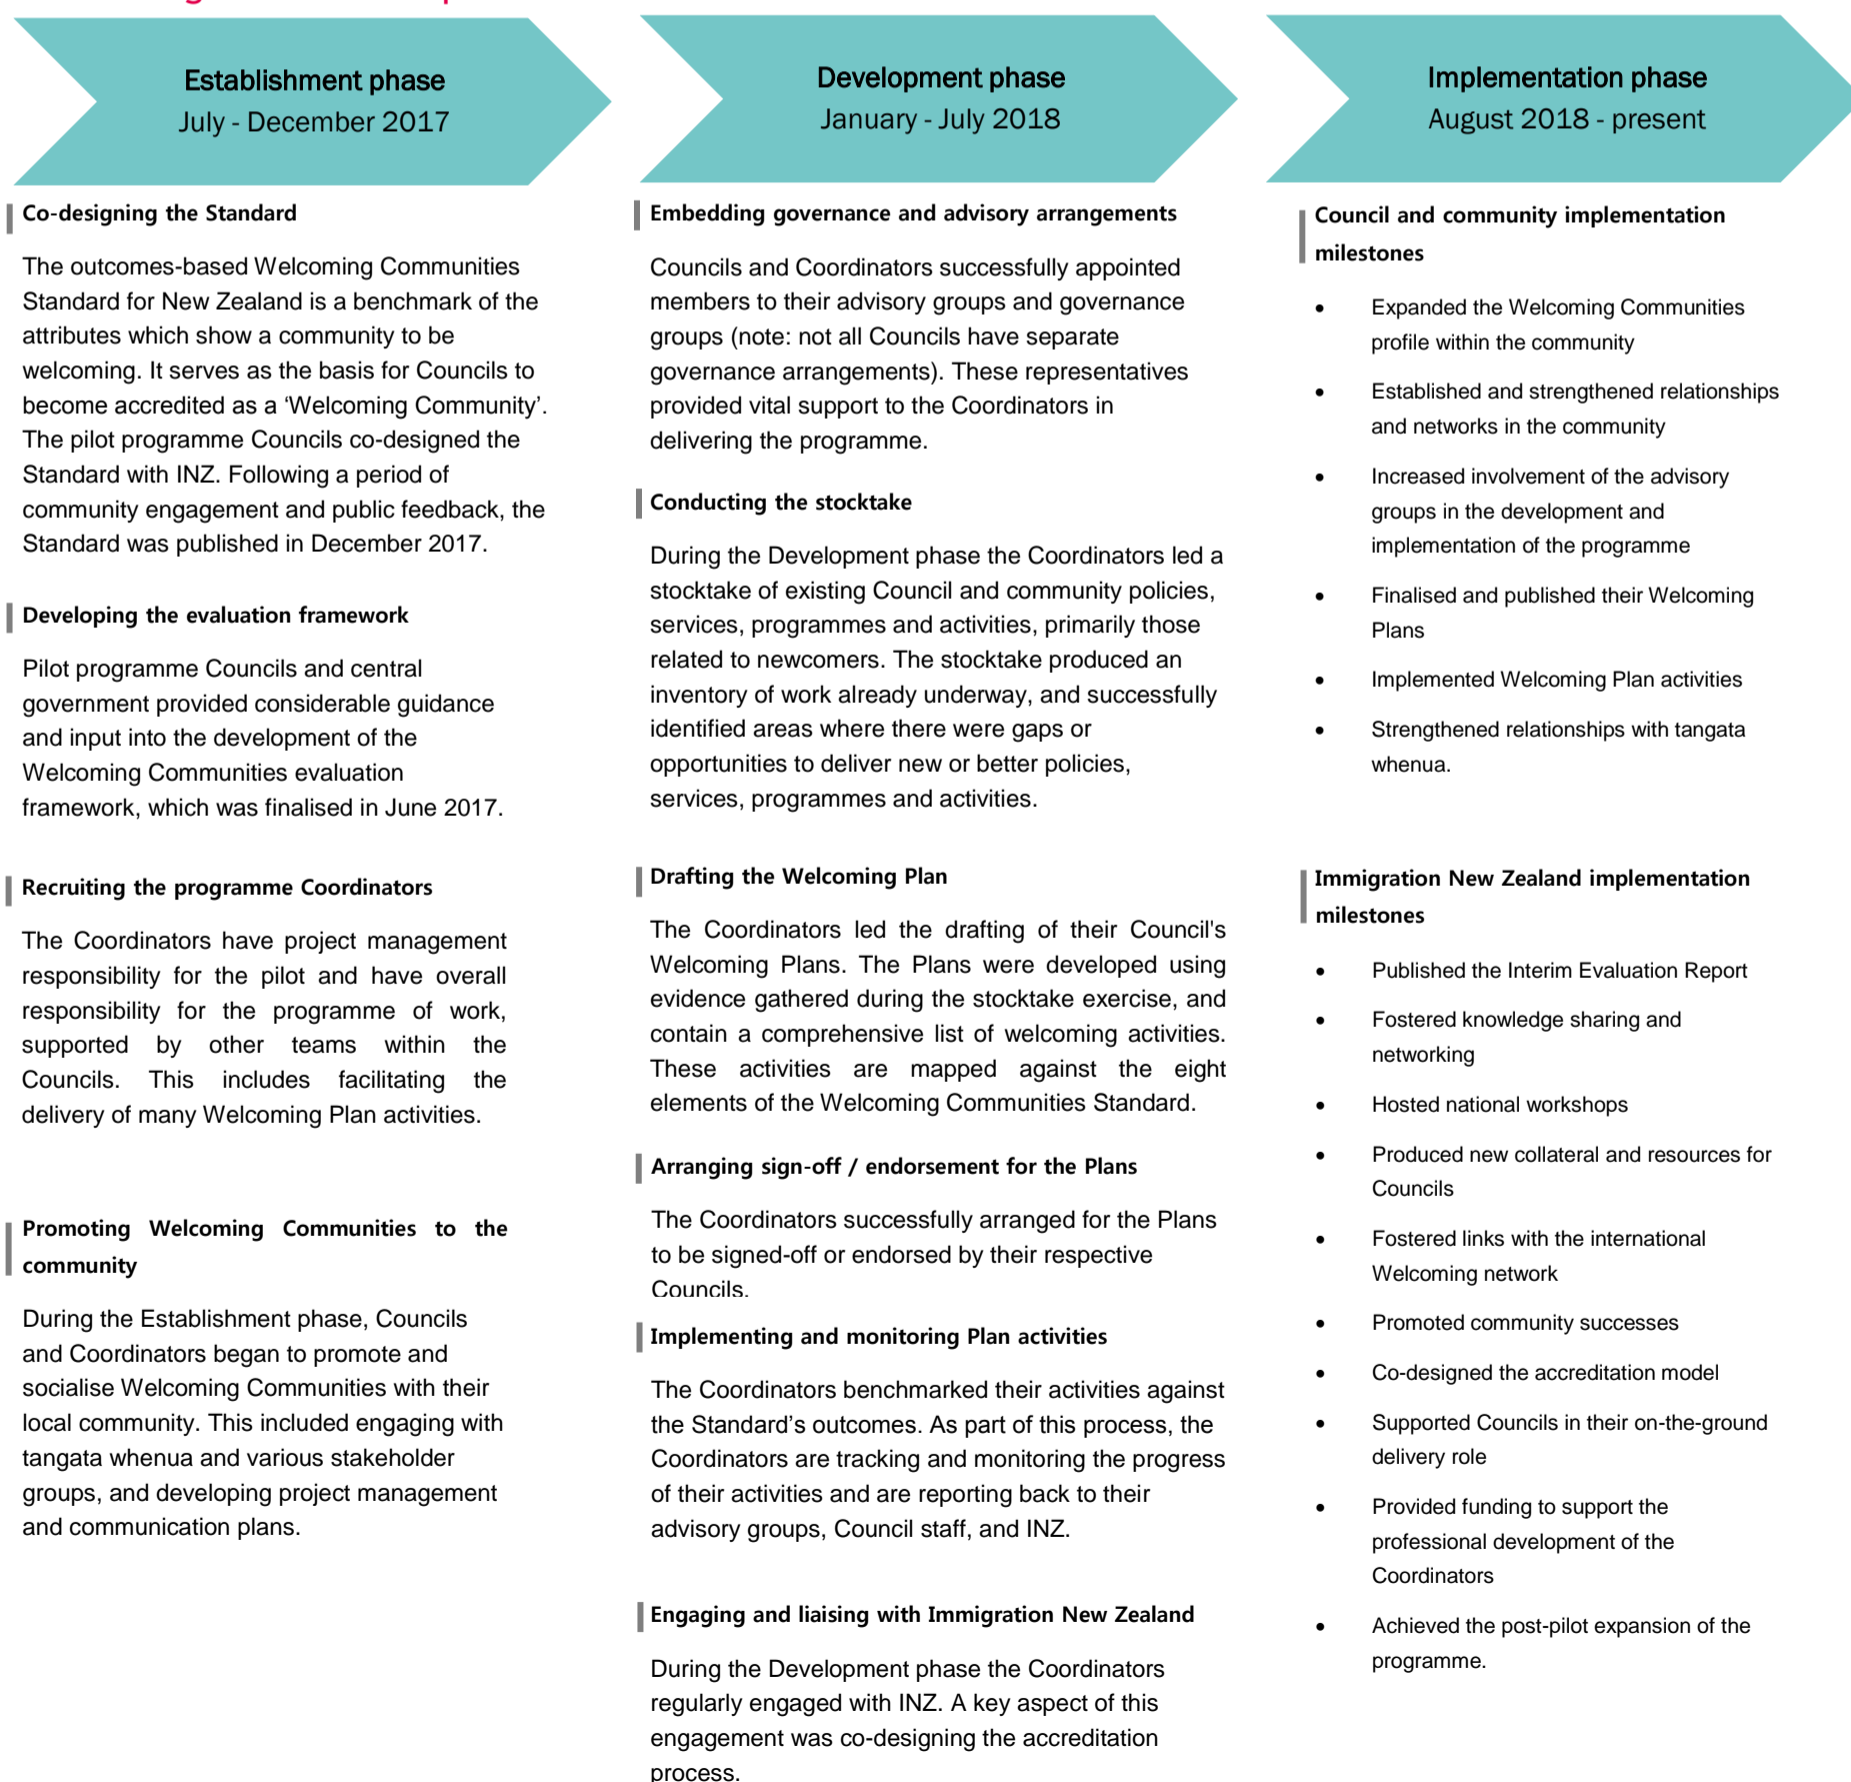 Establishment phase
July - December 2017
Co-designing the Standard
The outcomes-based Welcoming Communities
Standard for New Zealand is a benchmark of the
attributes which show a community to be
welcoming. It serves as the basis for Councils to
become accredited as a ‘Welcoming Community’.
The pilot programme Councils co-designed the
Standard with INZ. Following a period of
community engagement and public feedback, the
Standard was published in December 2017.
Developing the evaluation framework
Pilot programme Councils and central
government provided considerable guidance
and input into the development of the
Welcoming Communities evaluation
framework, which was finalised in June 2017.
Recruiting the programme Coordinators
The Coordinators have project management
responsibility for the pilot and have overall
responsibility for the programme of work,
supported by other teams within the
Councils. This includes facilitating the
delivery of many Welcoming Plan activities.
Promoting Welcoming Communities to the
community
During the Establishment phase, Councils
and Coordinators began to promote and
socialise Welcoming Communities with their
local community. This included engaging with
tangata whenua and various stakeholder
groups, and developing project management
and communication plans.
Development phase
January - July 2018
Embedding governance and advisory arrangements
Councils and Coordinators successfully appointed
members to their advisory groups and governance
groups (note: not all Councils have separate
governance arrangements). These representatives
provided vital support to the Coordinators in
delivering the programme.
Conducting the stocktake
During the Development phase the Coordinators led a
stocktake of existing Council and community policies,
services, programmes and activities, primarily those
related to newcomers. The stocktake produced an
inventory of work already underway, and successfully
identified areas where there were gaps or
opportunities to deliver new or better policies,
services, programmes and activities.
Drafting the Welcoming Plan
The Coordinators led the drafting of their Council's
Welcoming Plans. The Plans were developed using
evidence gathered during the stocktake exercise, and
contain a comprehensive list of welcoming activities.
These activities are mapped against the eight
elements of the Welcoming Communities Standard.
Arranging sign-off / endorsement for the Plans
The Coordinators successfully arranged for the Plans
to be signed-off or endorsed by their respective
Councils.
Implementing and monitoring Plan activities
The Coordinators benchmarked their activities against
the Standard’s outcomes. As part of this process, the
Coordinators are tracking and monitoring the progress
of their activities and are reporting back to their
advisory groups, Council staff, and INZ.
Engaging and liaising with Immigration New Zealand
During the Development phase the Coordinators
regularly engaged with INZ. A key aspect of this
engagement was co-designing the accreditation
process.
Implementation phase
August 2018 - present
Council and community implementation
milestones
• Expanded the Welcoming Communities
profile within the community
• Established and strengthened relationships
and networks in the community
• Increased involvement of the advisory
groups in the development and
implementation of the programme
• Finalised and published their Welcoming
Plans
• Implemented Welcoming Plan activities
• Strengthened relationships with tangata
whenua.
Immigration New Zealand implementation
milestones
• Published the Interim Evaluation Report
• Fostered knowledge sharing and
networking
• Hosted national workshops
• Produced new collateral and resources for
Councils
• Fostered links with the international
Welcoming network
• Promoted community successes
• Co-designed the accreditation model
• Supported Councils in their on-the-ground
delivery role
• Provided funding to support the
professional development of the
Coordinators
• Achieved the post-pilot expansion of the
programme.